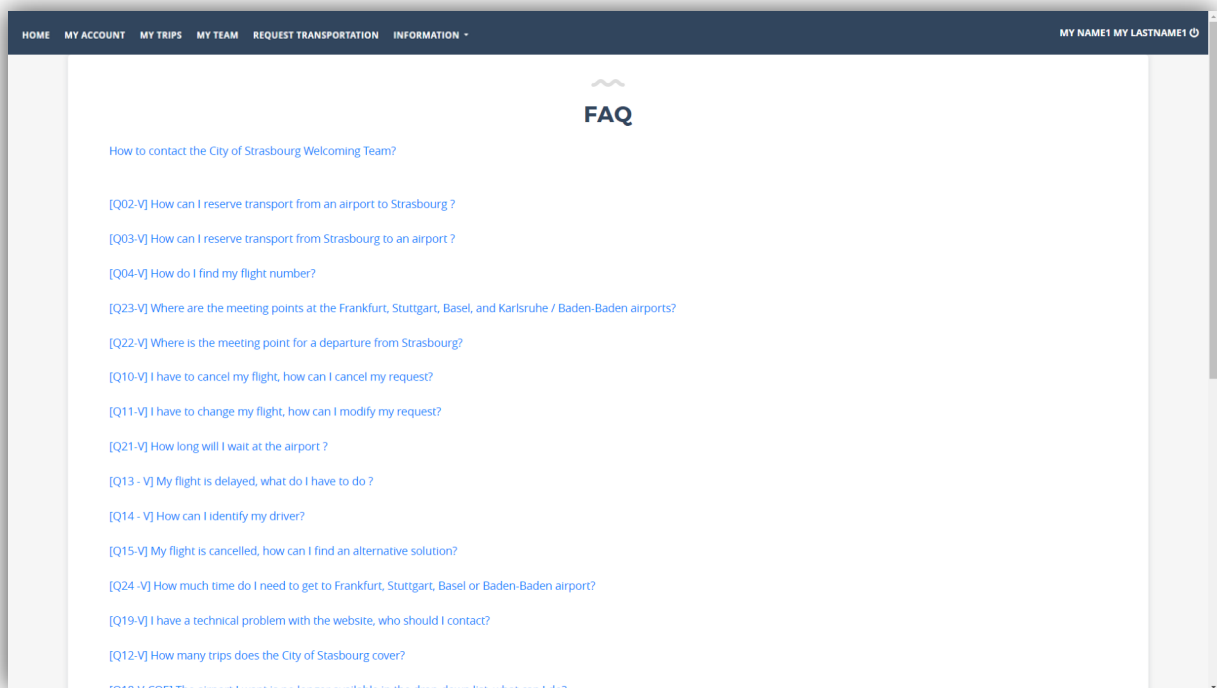 HOME MY ACCOUNT MY TRIPS MY TEAM REQUEST TRANSPORTATION INFORMATION MY NAME1 MY LASTNAME1
FAQ
How to contact the City of Strasbourg Welcoming Team?
[Q02-V] How can I reserve transport from an airport to Strasbourg ?
[Q03-V] How can I reserve transport from Strasbourg to an airport ?
[Q04-V] How do I find my flight number?
[Q23-V] Where are the meeting points at the Frankfurt, Stuttgart, Basel, and Karlsruhe / Baden-Baden airports?
[Q22-V] Where is the meeting point for a departure from Strasbourg?
[Q10-V] I have to cancel my flight, how can I cancel my request?
[Q11-V] I have to change my flight, how can I modify my request?
[Q21-V] How long will I wait at the airport ?
[Q13 - V] My flight is delayed, what do I have to do ?
[Q14 - V] How can I identify my driver?
[Q15-V] My flight is cancelled, how can I find an alternative solution?
[Q24 -V] How much time do I need to get to Frankfurt, Stuttgart, Basel or Baden-Baden airport?
[Q19-V] I have a technical problem with the website, who should I contact?
[Q12-V] How many trips does the City of Stasbourg cover?